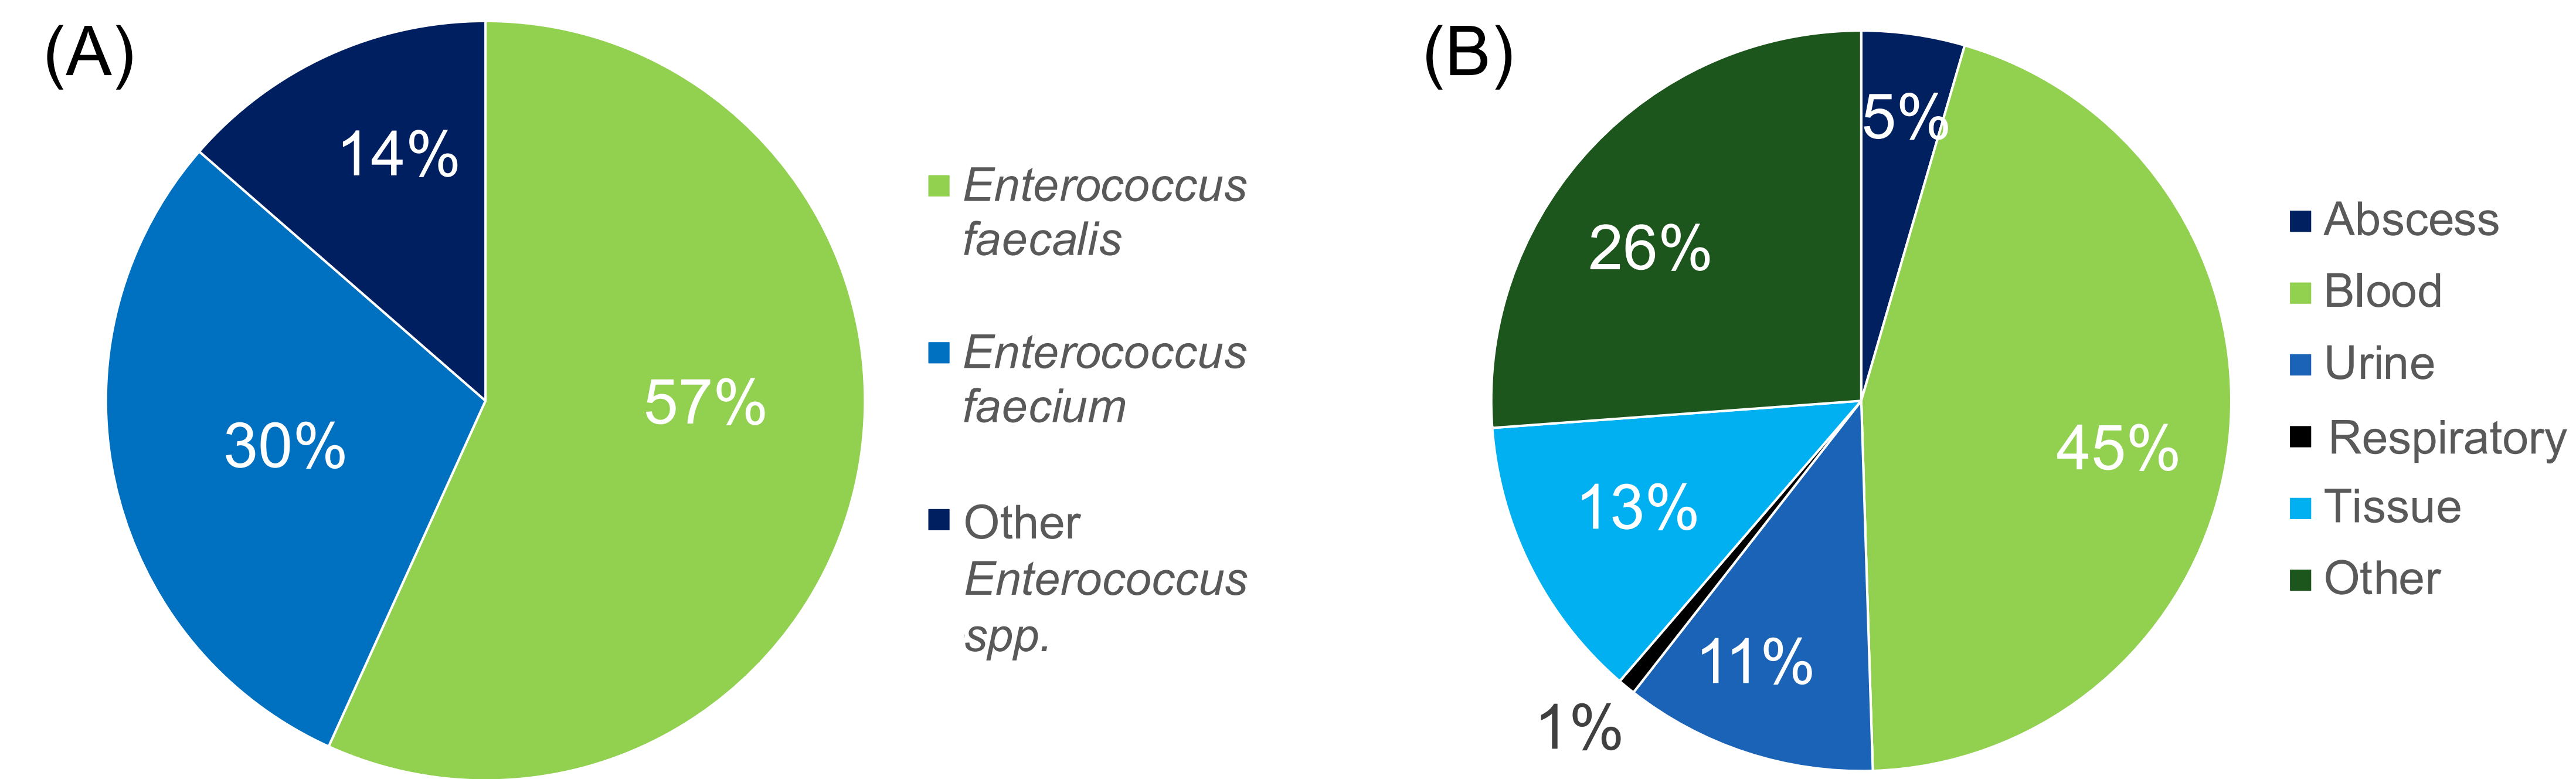 (A)
14%
30%
57%
Enterococcus
faecalis
Enterococcus
faecium
Other
Enterococcus
spp.
(B)
5%
26%
45%
13%
11%
1%
Abscess
Blood
Urine
Respiratory
Tissue
Other